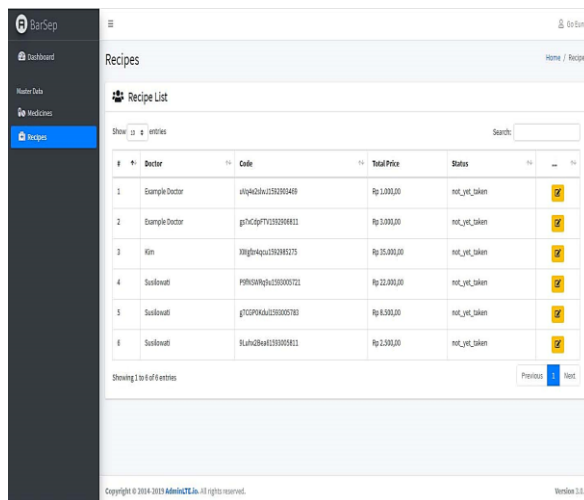 BarSep
Go Eun
Dashboard
Recipes
Home / Recipe
Master Data
Medicines
Recipes
Recipe List
Show 10 entries
Search:
# Doctor Code Total Price Status ...
1 Example Doctor Rp 1.000,00 not_yet_taken
2 Example Doctor Rp 3.000,00 not_yet_taken
3 Kim Rp 35.000,00 not_yet_taken
4 Susilowati Rp 22.000,00 not_yet_taken
5 Susilowati Rp 8.500,00 not_yet_taken
6 Susilowati Rp 2.500,00 not_yet_taken
Showing 1 to 6 of 6 entries
Previous 1 Next
Copyright © 2014-2019 AdminLTE.io. All rights reserved.
Version 3.0.